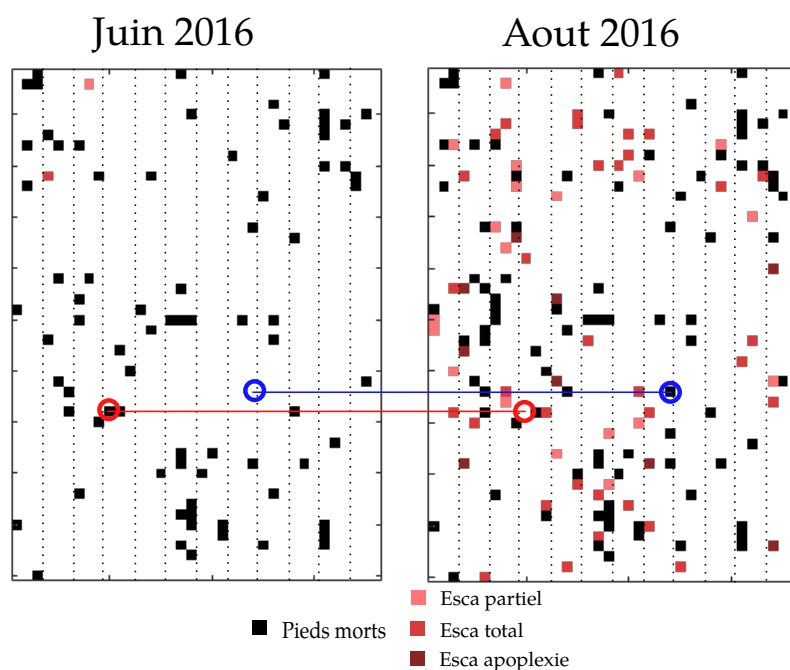 Juin 2016
Aout 2016
Esca partiel
Pieds morts
Esca total
Esca apoplexie